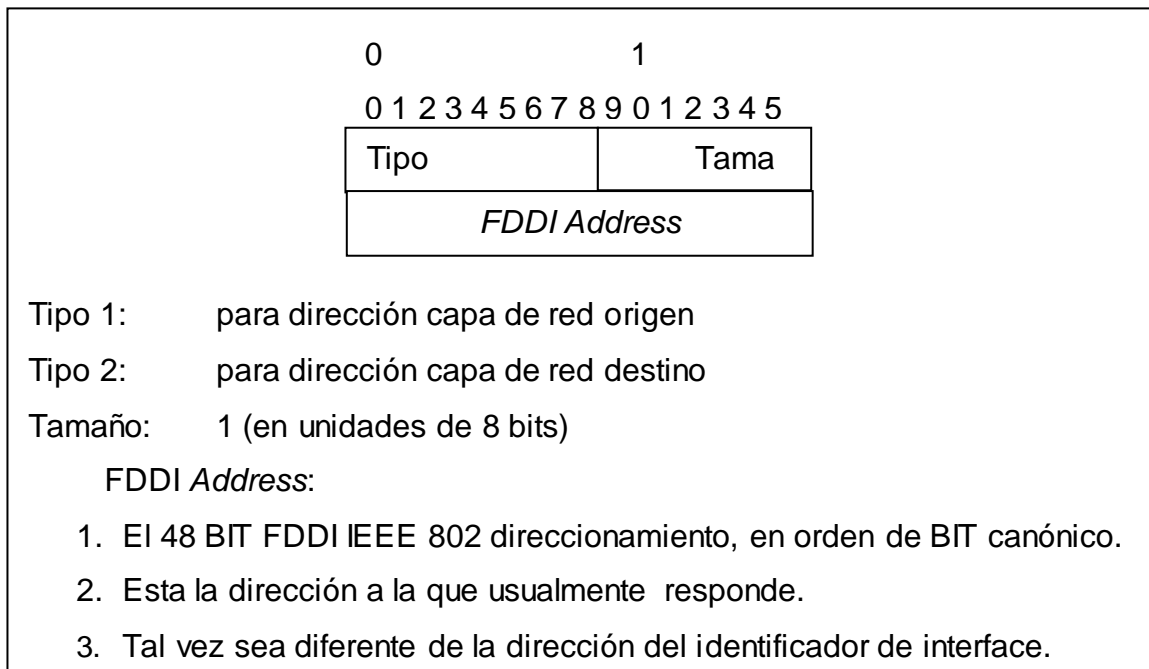 0 1
0 1 2 3 4 5 6 7 8 9 0 1 2 3 4 5
Tipo Tama
FDDI Address
Tipo 1: para dirección capa de red origen
Tipo 2: para dirección capa de red destino
Tamaño: 1 (en unidades de 8 bits)
FDDI Address:
1. El 48 BIT FDDI IEEE 802 direccionamiento, en orden de BIT canónico.
2. Esta la dirección a la que usualmente responde.
3. Tal vez sea diferente de la dirección del identificador de interface.